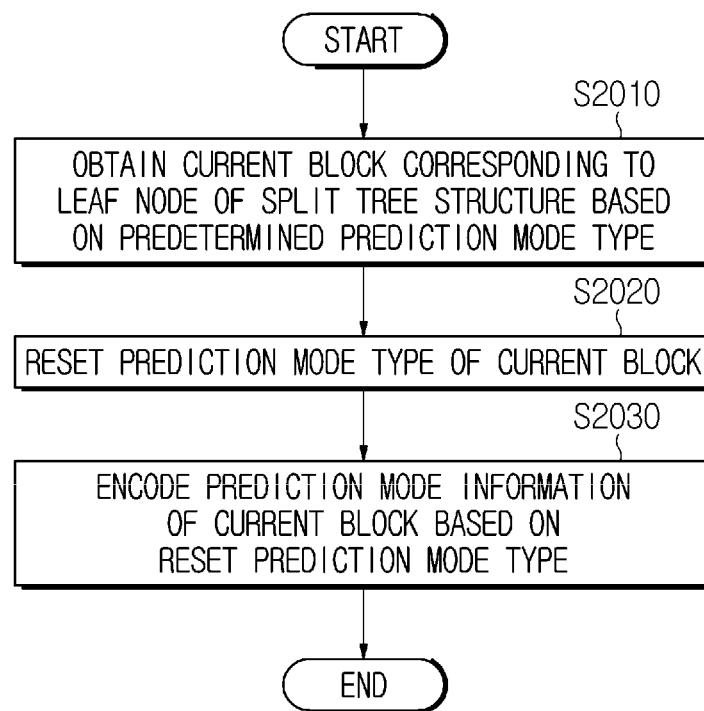 START
S2010
OBTAIN CURRENT BLOCK CORRESPONDING TO
LEAF NODE OF SPLIT TREE STRUCTURE BASED
ON PREDETERMINED PREDICTION MODE TYPE
S2020
RESET PREDICTION MODE TYPE OF CURRENT BLOCK
S2030
ENCODE PREDICTION MODE INFORMATION
OF CURRENT BLOCK BASED ON
RESET PREDICTION MODE TYPE
END